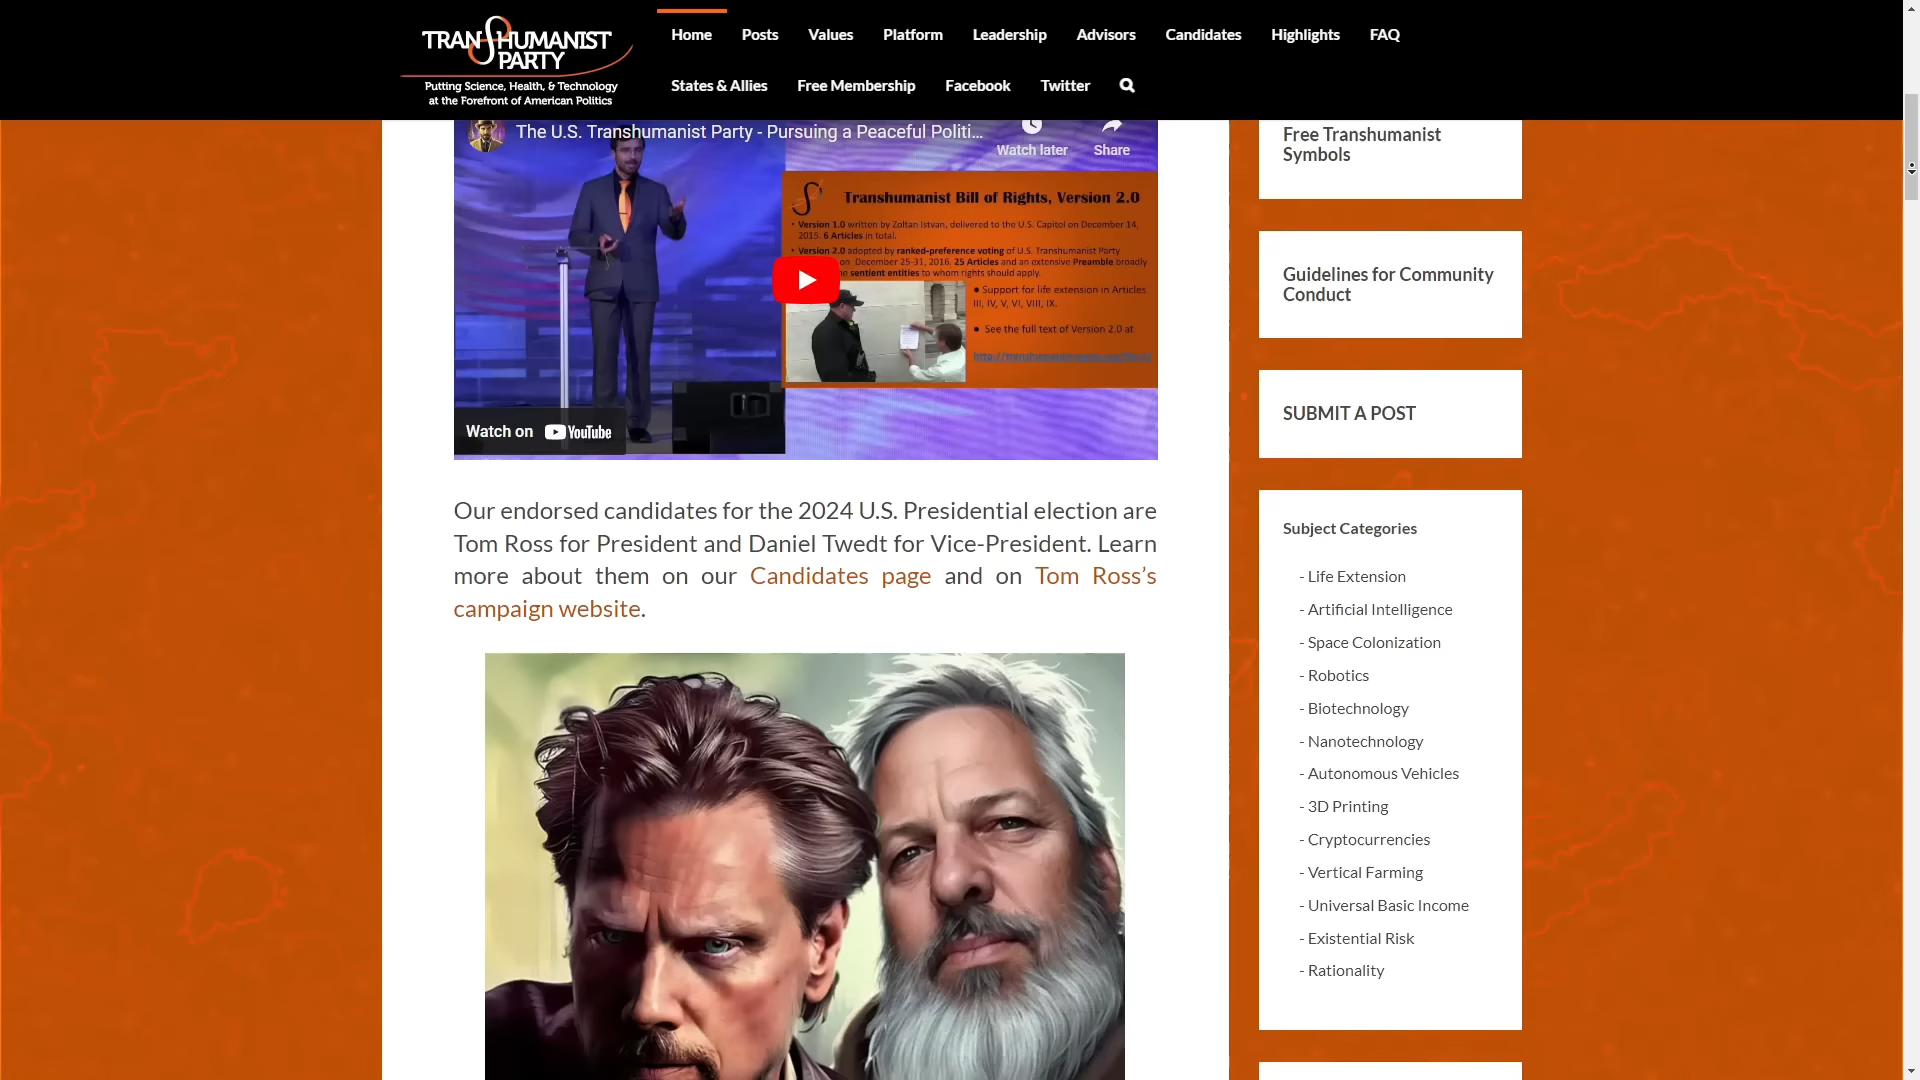 TRANSHUMANIST
PARTY
Putting Science, Health, & Technology
at the Forefront of American Politics
Home
Posts
Values
Platform
Leadership
Advisors
Candidates
Highlights
FAQ
States & Allies
Free Membership
Facebook
Twitter
The U.S. Transhumanist Party - Pursuing a Peaceful Politi...
Watch later
Share
Transhumanist Bill of Rights, Version 2.0
• Version 1.0 written by Zoltan Istvan, delivered to the U.S. Capitol on December 14,
2015. 6 Articles in total.
• Version 2.0 adopted by ranked-preference voting of U.S. Transhumanist Party
on December 25-31, 2016. 25 Articles and an extensive Preamble broadly
sentient entities to whom rights should apply.
● Support for life extension in Articles
III, IV, V, VI, VIII, IX.
● See the full text of Version 2.0 at
Watch on YouTube
Our endorsed candidates for the 2024 U.S. Presidential election are
Tom Ross for President and Daniel Twedt for Vice-President. Learn
more about them on our Candidates page and on Tom Ross’s
campaign website.
Free Transhumanist
Symbols
Guidelines for Community
Conduct
SUBMIT A POST
Subject Categories
- Life Extension
- Artificial Intelligence
- Space Colonization
- Robotics
- Biotechnology
- Nanotechnology
- Autonomous Vehicles
- 3D Printing
- Cryptocurrencies
- Vertical Farming
- Universal Basic Income
- Existential Risk
- Rationality